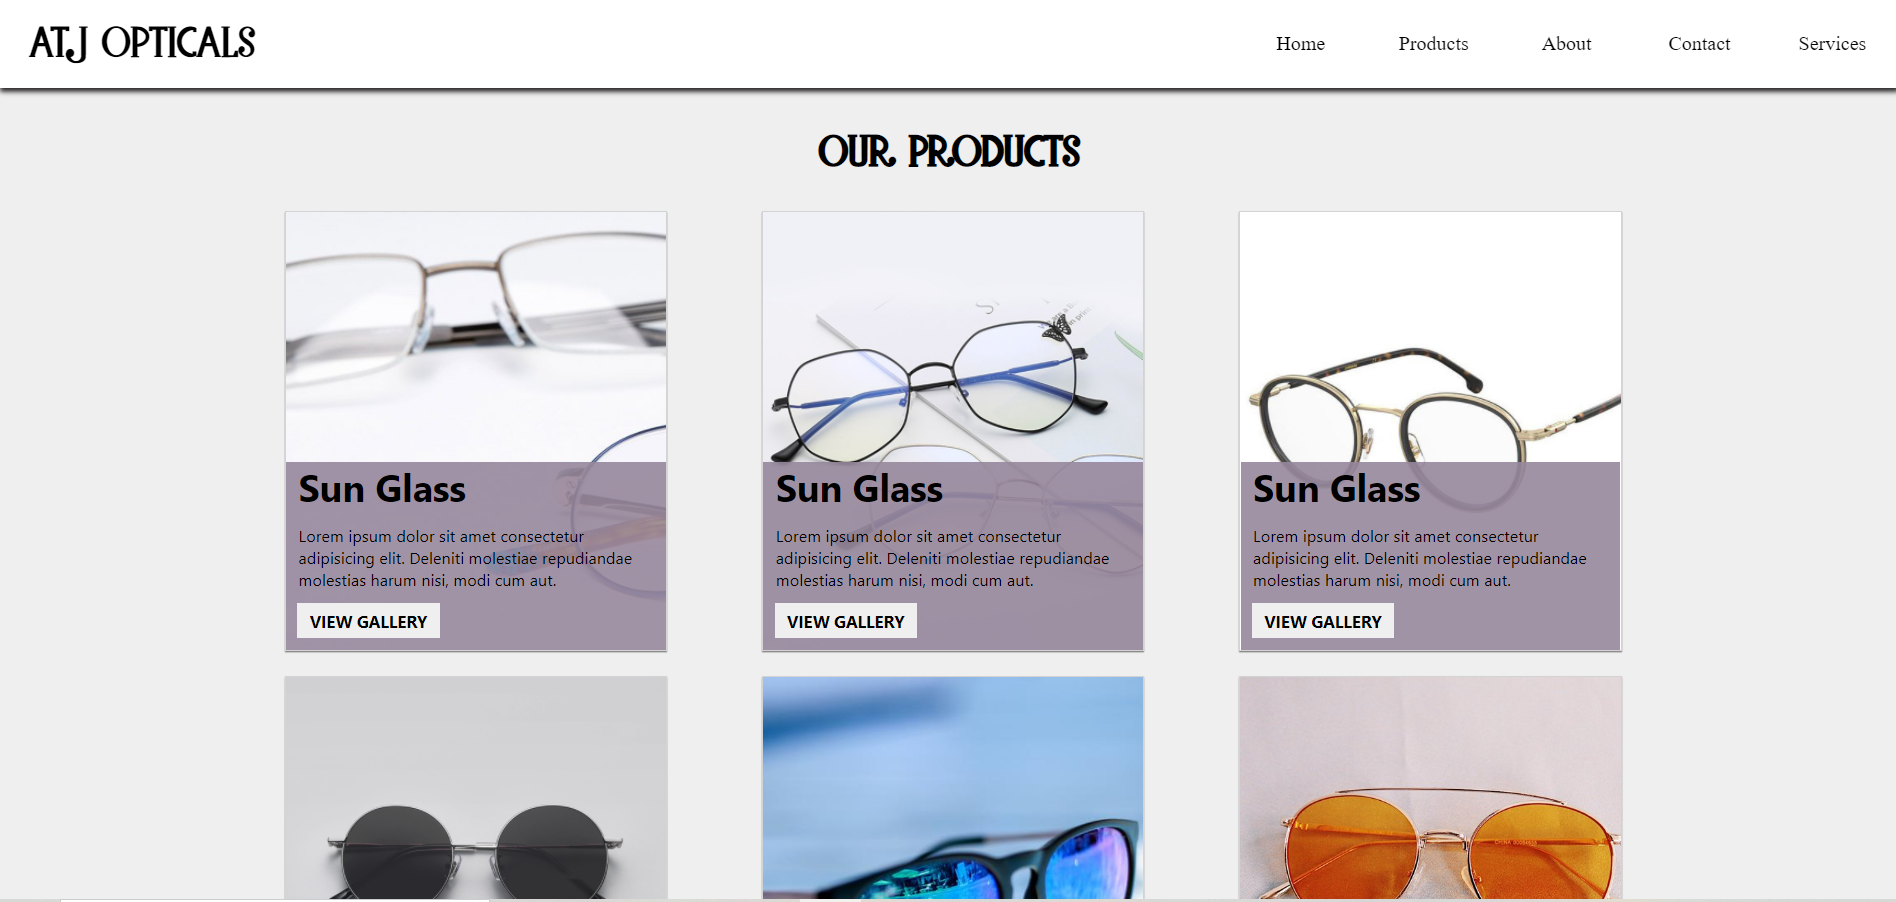 ATJ OPTICALS
Home Products About Contact Services
OUR PRODUCTS
Sun Glass
Lorem ipsum dolor sit amet consectetur
adipisicing elit. Deleniti molestiae repudiandae
molestias harum nisi, modi cum aut.
VIEW GALLERY
Sun Glass
Lorem ipsum dolor sit amet consectetur
adipisicing elit. Deleniti molestiae repudiandae
molestias harum nisi, modi cum aut.
VIEW GALLERY
Sun Glass
Lorem ipsum dolor sit amet consectetur
adipisicing elit. Deleniti molestiae repudiandae
molestias harum nisi, modi cum aut.
VIEW GALLERY